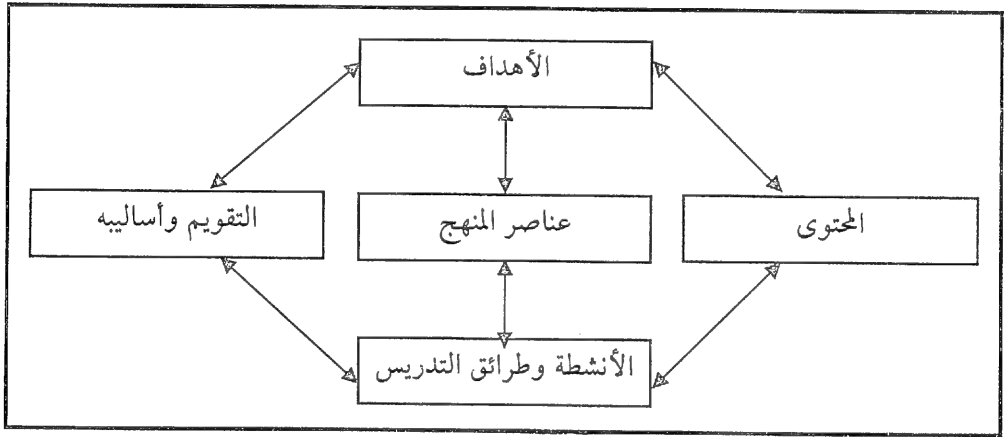 الأهداف
المحتوى
عناصر المنهج
التقويم وأساليبه
الأنشطة وطرائق التدريس